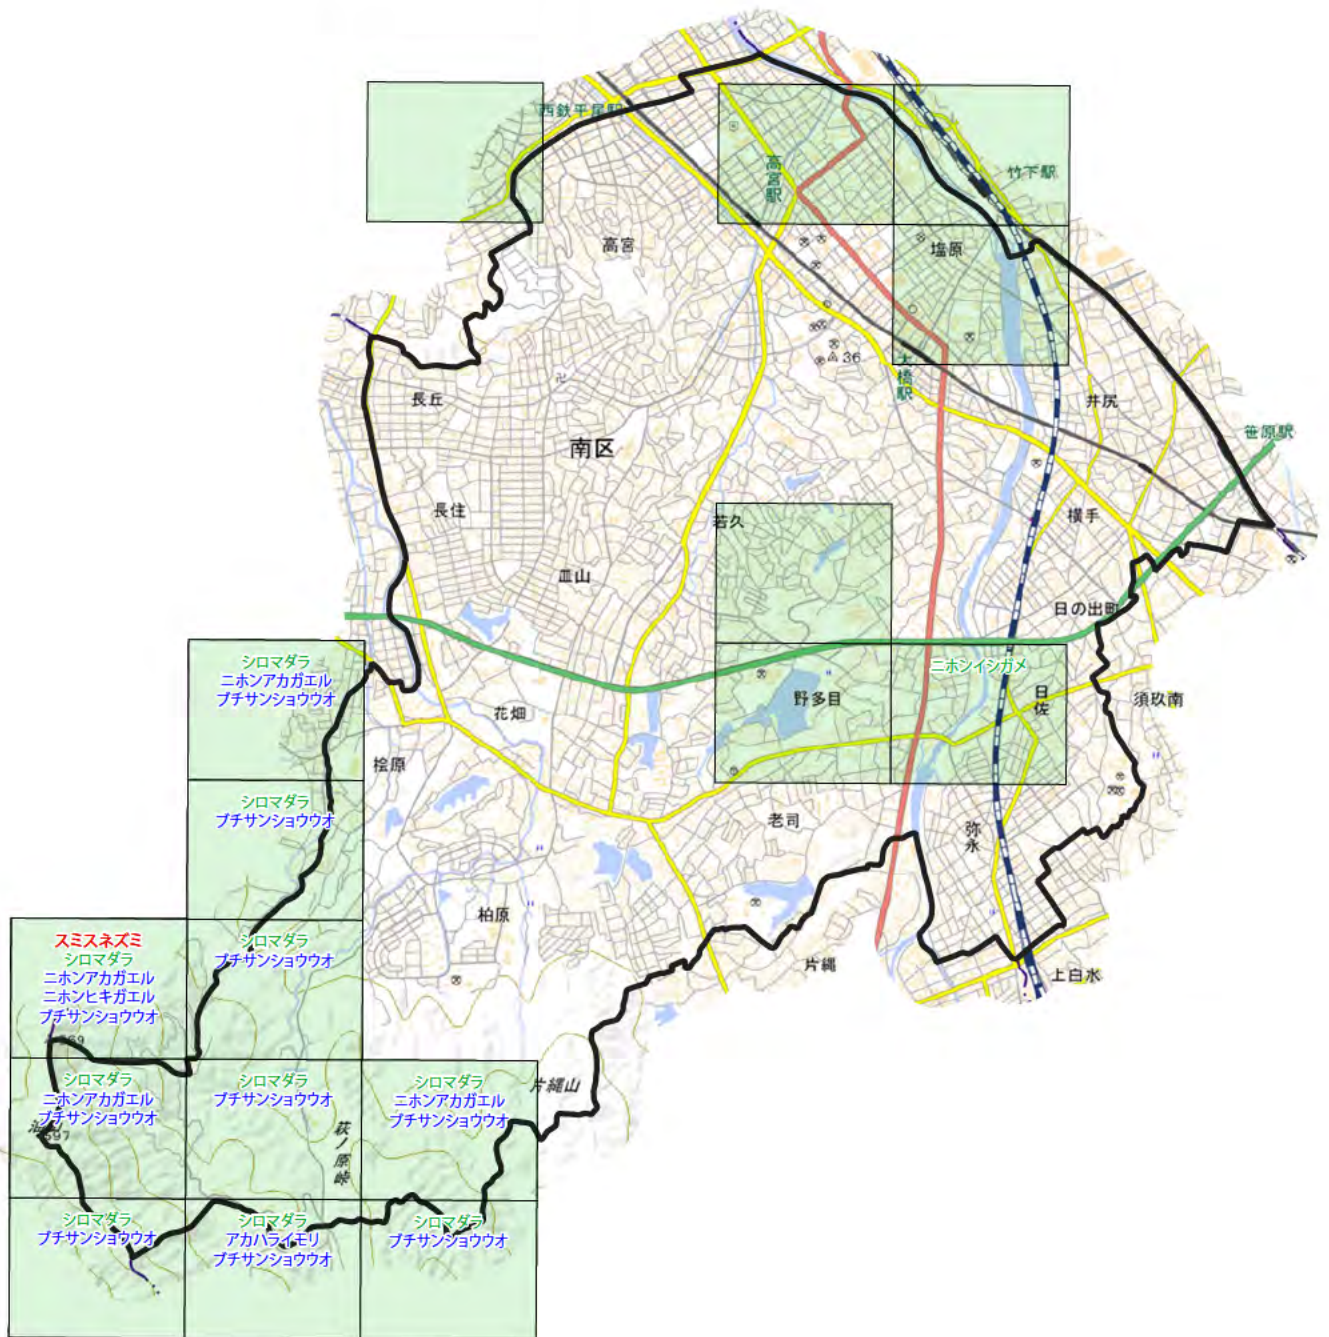 西鉄平尾駅
高宮駅
竹下駅
高宮
塩原
36
大橋駅
長丘
井尻
南区
笹原駅
長住
若久
横手
皿山
日の出町
シロマダラ
ニホンアカガエル
ブチサンショウウオ
ニホンイシガメ
野多目
日佐
須玖南
花畑
桧原
シロマダラ
ブチサンショウウオ
老司
弥永
柏原
スミスネズミ
シロマダラ
ニホンアカガエル
ニホンヒキガエル
ブチサンショウウオ
シロマダラ
ブチサンショウウオ
片縄
上白水
シロマダラ
ニホンアカガエル
ブチサンショウウオ
597
シロマダラ
ブチサンショウウオ
シロマダラ
ニホンアカガエル
ブチサンショウウオ
片縄山
荻ノ原峠
シロマダラ
ブチサンショウウオ
シロマダラ
アカハライモリ
ブチサンショウウオ
シロマダラ
ブチサンショウウオ